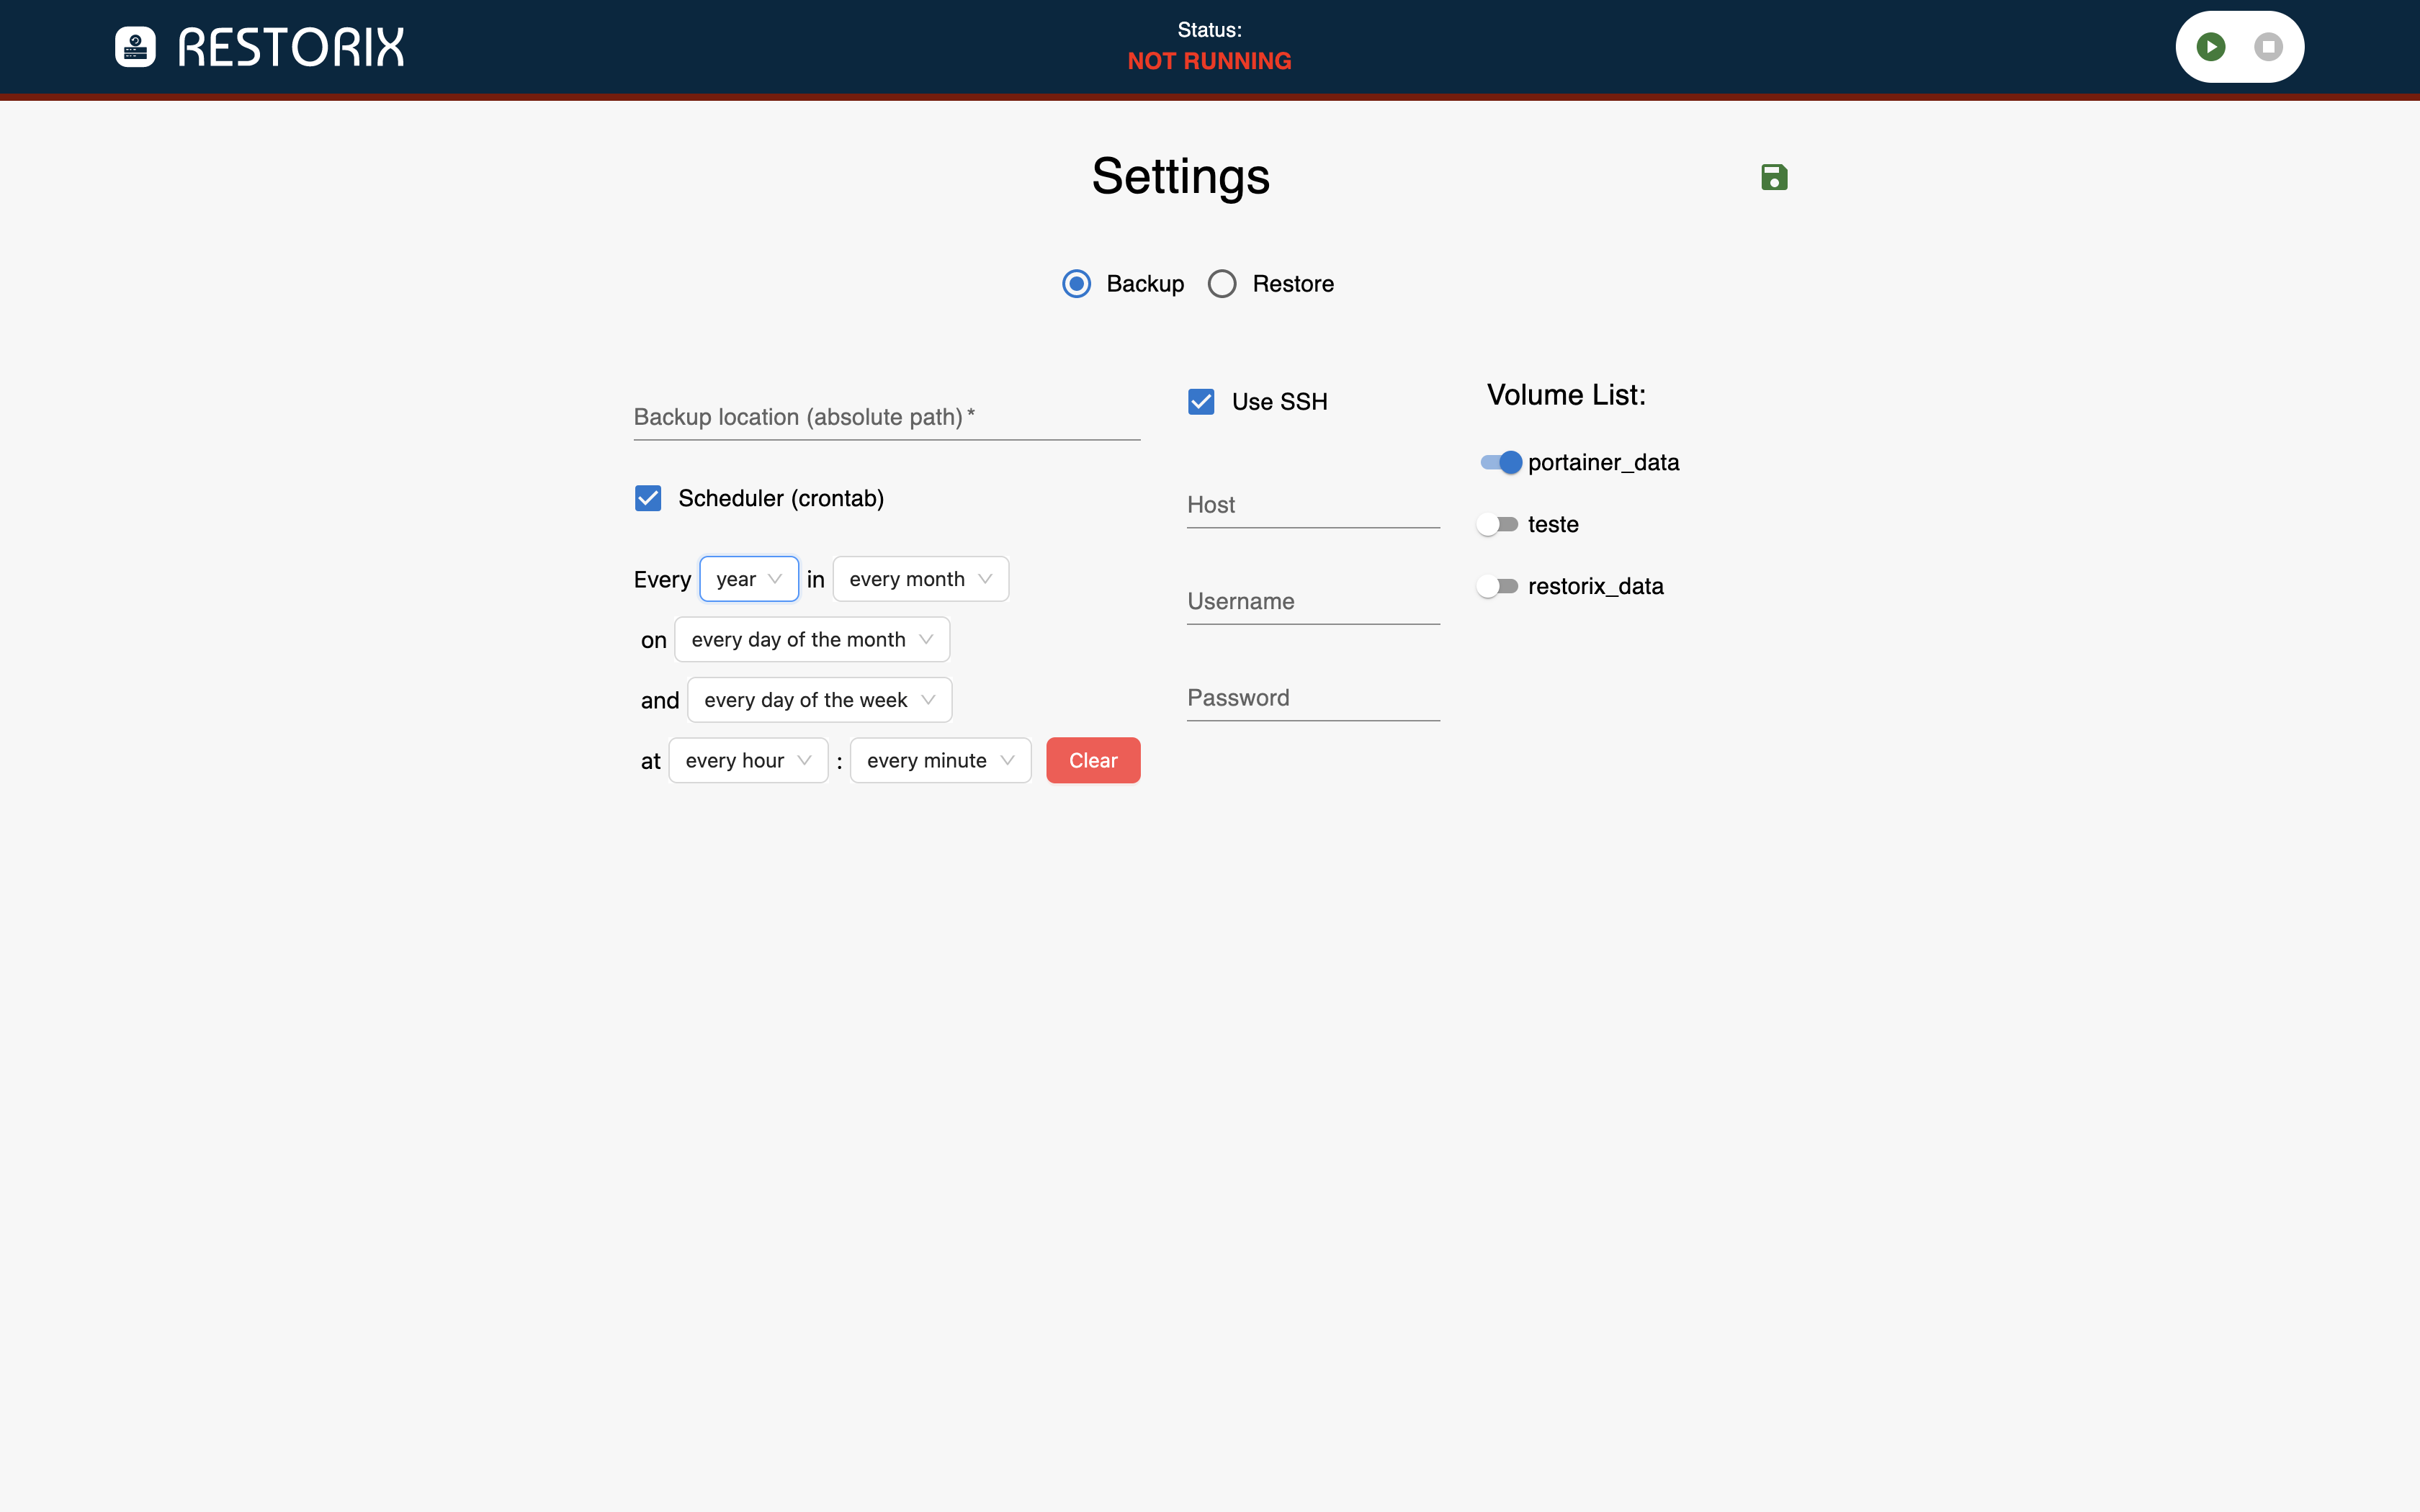 RESTORIX
Status:
NOT RUNNING
Settings
Backup
Restore
Backup location (absolute path) *
Scheduler (crontab)
Every year in every month
on every day of the month
and every day of the week
at every hour : every minute Clear
Use SSH
Host
Username
Password
Volume List:
portainer_data
teste
restorix_data